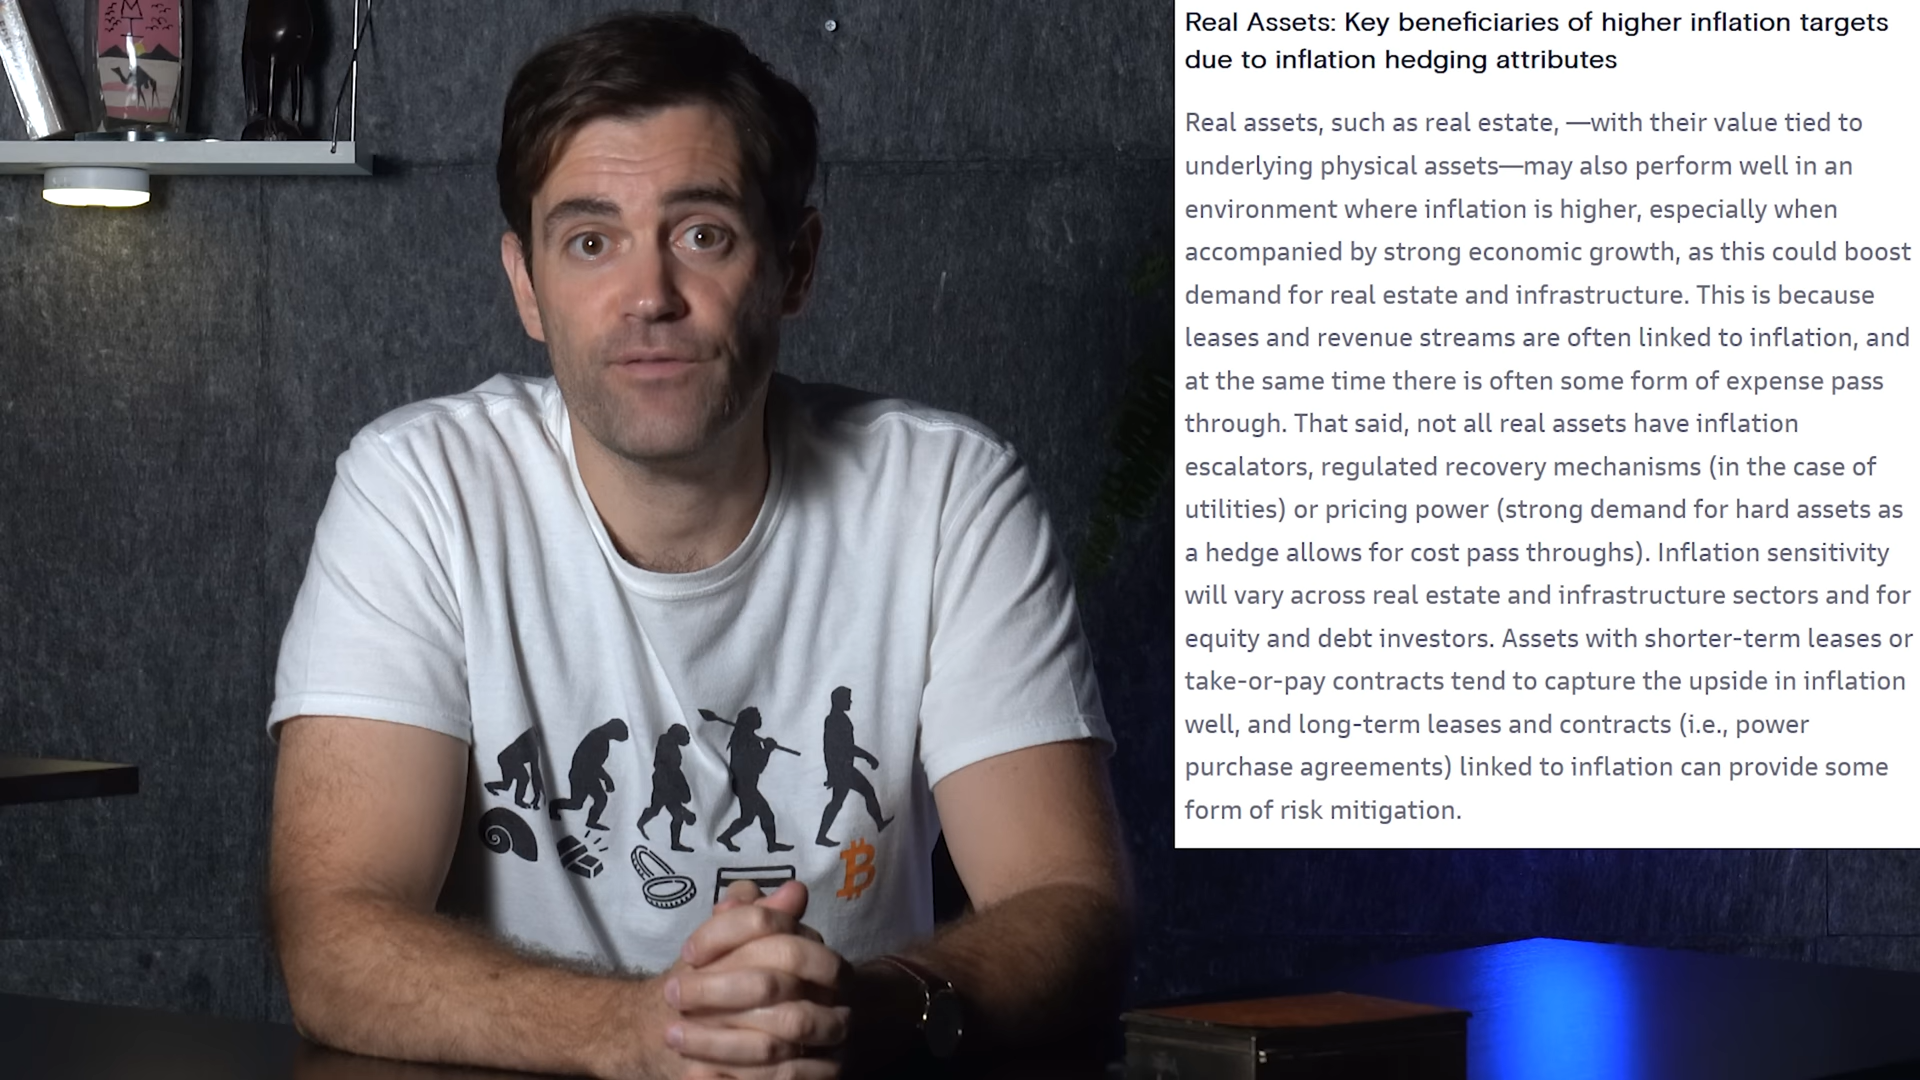 Real Assets: Key beneficiaries of higher inflation targets
due to inflation hedging attributes
Real assets, such as real estate, —with their value tied to
underlying physical assets—may also perform well in an
environment where inflation is higher, especially when
accompanied by strong economic growth, as this could boost
demand for real estate and infrastructure. This is because
leases and revenue streams are often linked to inflation, and
at the same time there is often some form of expense pass
through. That said, not all real assets have inflation
escalators, regulated recovery mechanisms (in the case of
utilities) or pricing power (strong demand for hard assets as
a hedge allows for cost pass throughs). Inflation sensitivity
will vary across real estate and infrastructure sectors and for
equity and debt investors. Assets with shorter-term leases or
take-or-pay contracts tend to capture the upside in inflation
well, and long-term leases and contracts (i.e., power
purchase agreements) linked to inflation can provide some
form of risk mitigation.